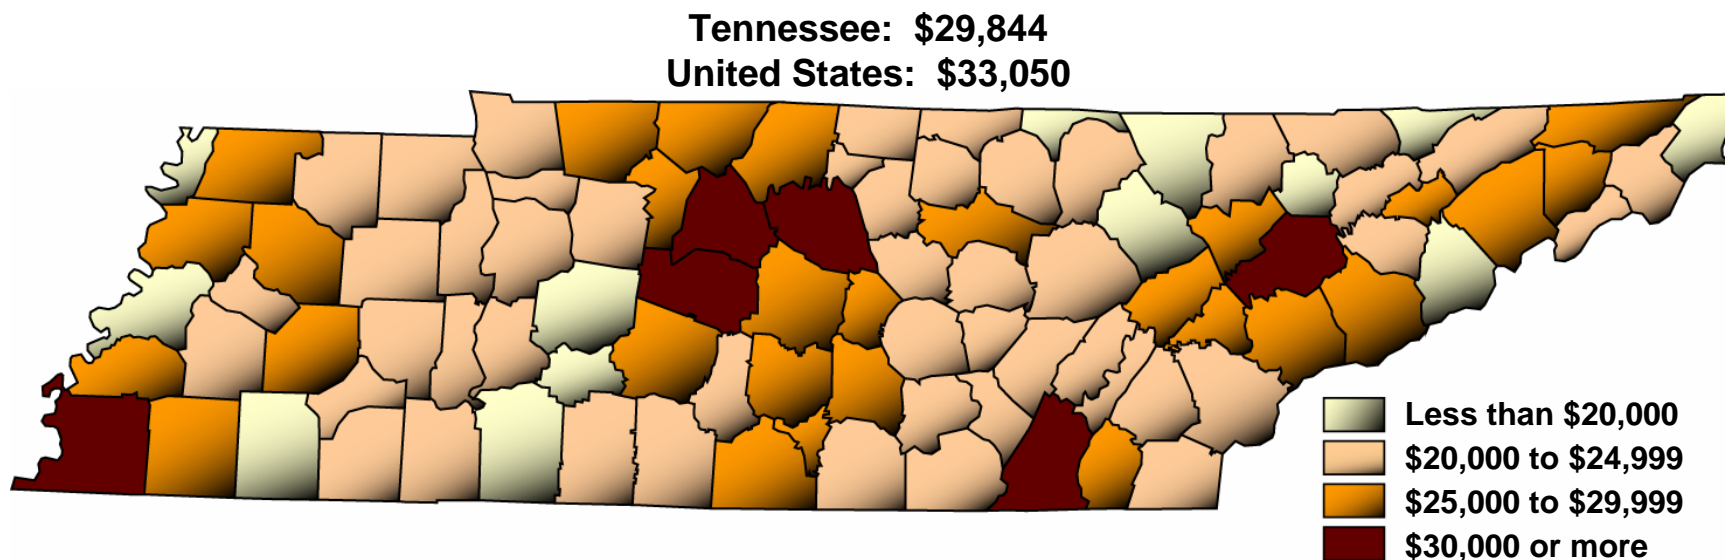 Tennessee: $29,844
United States: $33,050
Less than $20,000
$20,000 to $24,999
$25,000 to $29,999
$30,000 or more